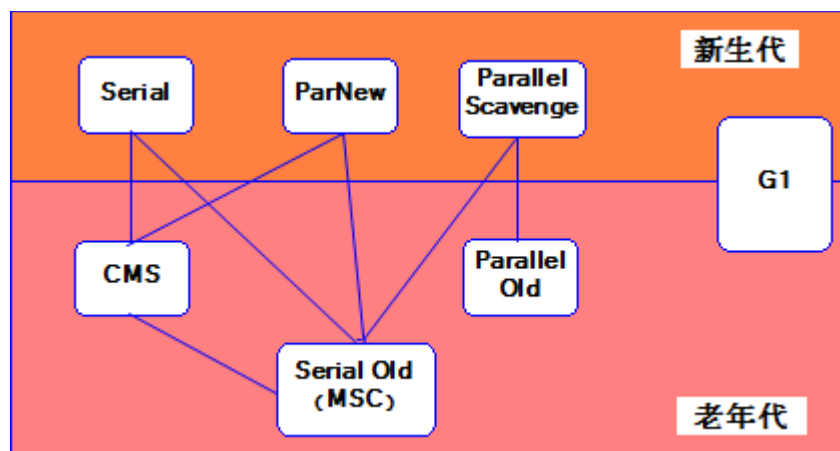 新生代
Serial
ParNew
Parallel
Scavenge
G1
CMS
Parallel
Old
Serial Old
(MSC)
老年代